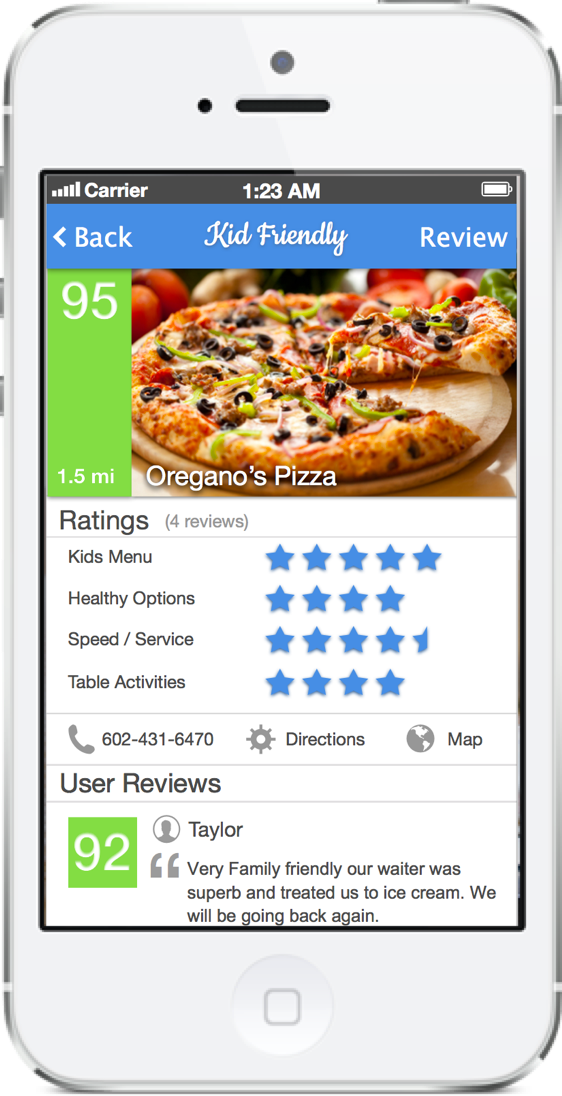 Carrier 1:23 AM
Back Kid Friendly Review
95
1.5 mi Oregano's Pizza
Ratings (4 reviews)
Kids Menu
Healthy Options
Speed / Service
Table Activities
602-431-6470 Directions Map
User Reviews
92 Taylor
“ Very Family friendly our waiter was
superb and treated us to ice cream. We
will be going back again.